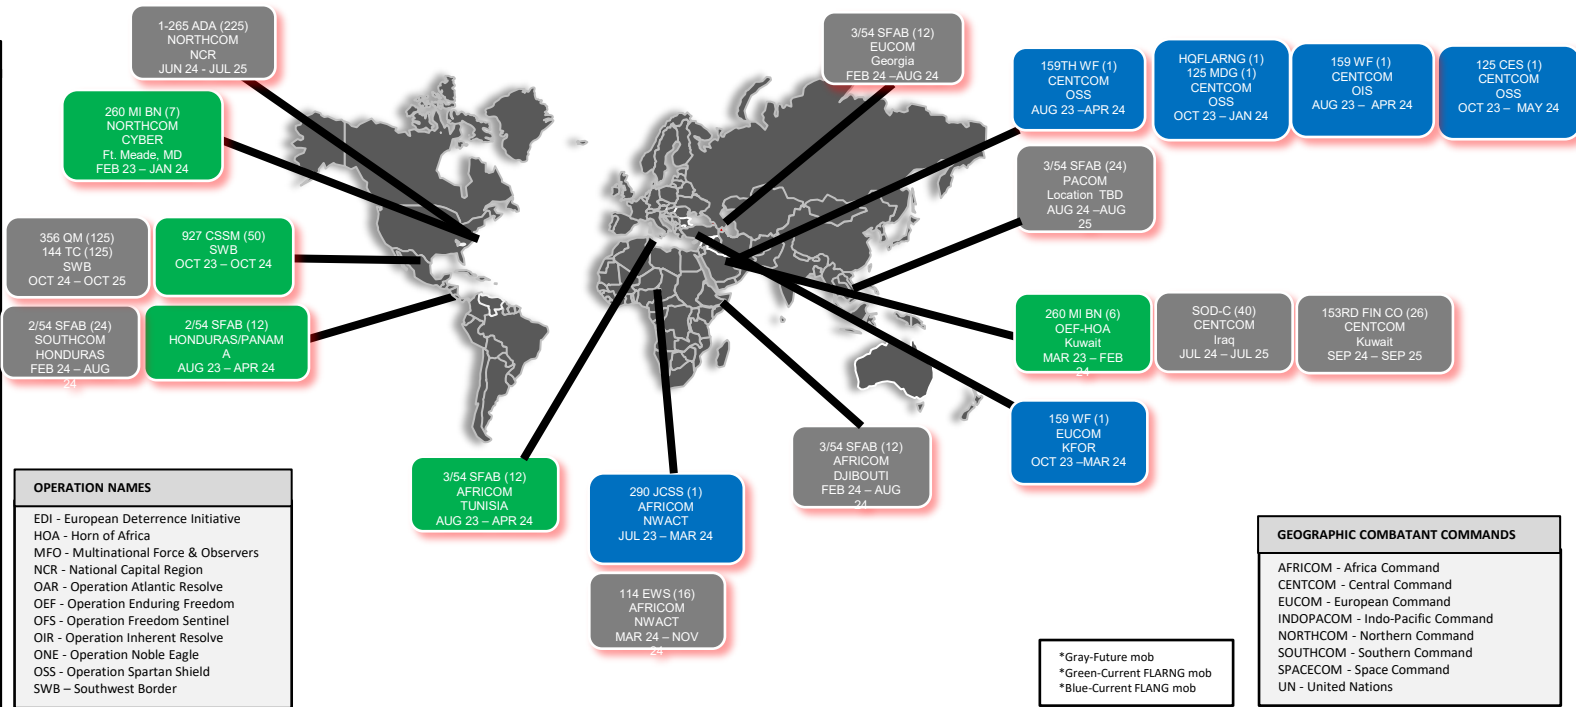 1-265 ADA (225)
NORTHCOM
NCR
JUN 24 - JUL 25
260 MI BN (7)
NORTHCOM
CYBER
Ft. Meade, MD
FEB 23 – JAN 24
356 QM (125)
144 TC (125)
SWB
OCT 24 – OCT 25
927 CSSM (50)
SWB
OCT 23 – OCT 24
2/54 SFAB (24)
SOUTHCOM
HONDURAS
FEB 24 – AUG
24
2/54 SFAB (12)
HONDURAS/PANAM
A
AUG 23 – APR 24
3/54 SFAB (12)
EUCOM
Georgia
FEB 24 –AUG 24
159TH WF (1)
CENTCOM
OSS
AUG 23 –APR 24
HQFLARNG (1)
125 MDG (1)
CENTCOM
OSS
OCT 23 – JAN 24
159 WF (1)
CENTCOM
OIS
AUG 23 – APR 24
125 CES (1)
CENTCOM
OSS
OCT 23 – MAY 24
3/54 SFAB (24)
PACOM
Location TBD
AUG 24 –AUG
25
260 MI BN (6)
OEF-HOA
Kuwait
MAR 23 – FEB
24
SOD-C (40)
CENTCOM
Iraq
JUL 24 – JUL 25
153RD FIN CO (26)
CENTCOM
Kuwait
SEP 24 – SEP 25
159 WF (1)
EUCOM
KFOR
OCT 23 –MAR 24
3/54 SFAB (12)
AFRICOM
DJIBOUTI
FEB 24 – AUG
24
3/54 SFAB (12)
AFRICOM
TUNISIA
AUG 23 – APR 24
290 JCSS (1)
AFRICOM
NWACT
JUL 23 – MAR 24
114 EWS (16)
AFRICOM
NWACT
MAR 24 – NOV
24
OPERATION NAMES
EDI - European Deterrence Initiative
HOA - Horn of Africa
MFO - Multinational Force & Observers
NCR - National Capital Region
OAR - Operation Atlantic Resolve
OEF - Operation Enduring Freedom
OFS - Operation Freedom Sentinel
OIR - Operation Inherent Resolve
ONE - Operation Noble Eagle
OSS - Operation Spartan Shield
SWB – Southwest Border
*Gray-Future mob
*Green-Current FLARNG mob
*Blue-Current FLANG mob
GEOGRAPHIC COMBATANT COMMANDS
AFRICOM - Africa Command
CENTCOM - Central Command
EUCOM - European Command
INDOPACOM - Indo-Pacific Command
NORTHCOM - Northern Command
SOUTHCOM - Southern Command
SPACECOM - Space Command
UN - United Nations